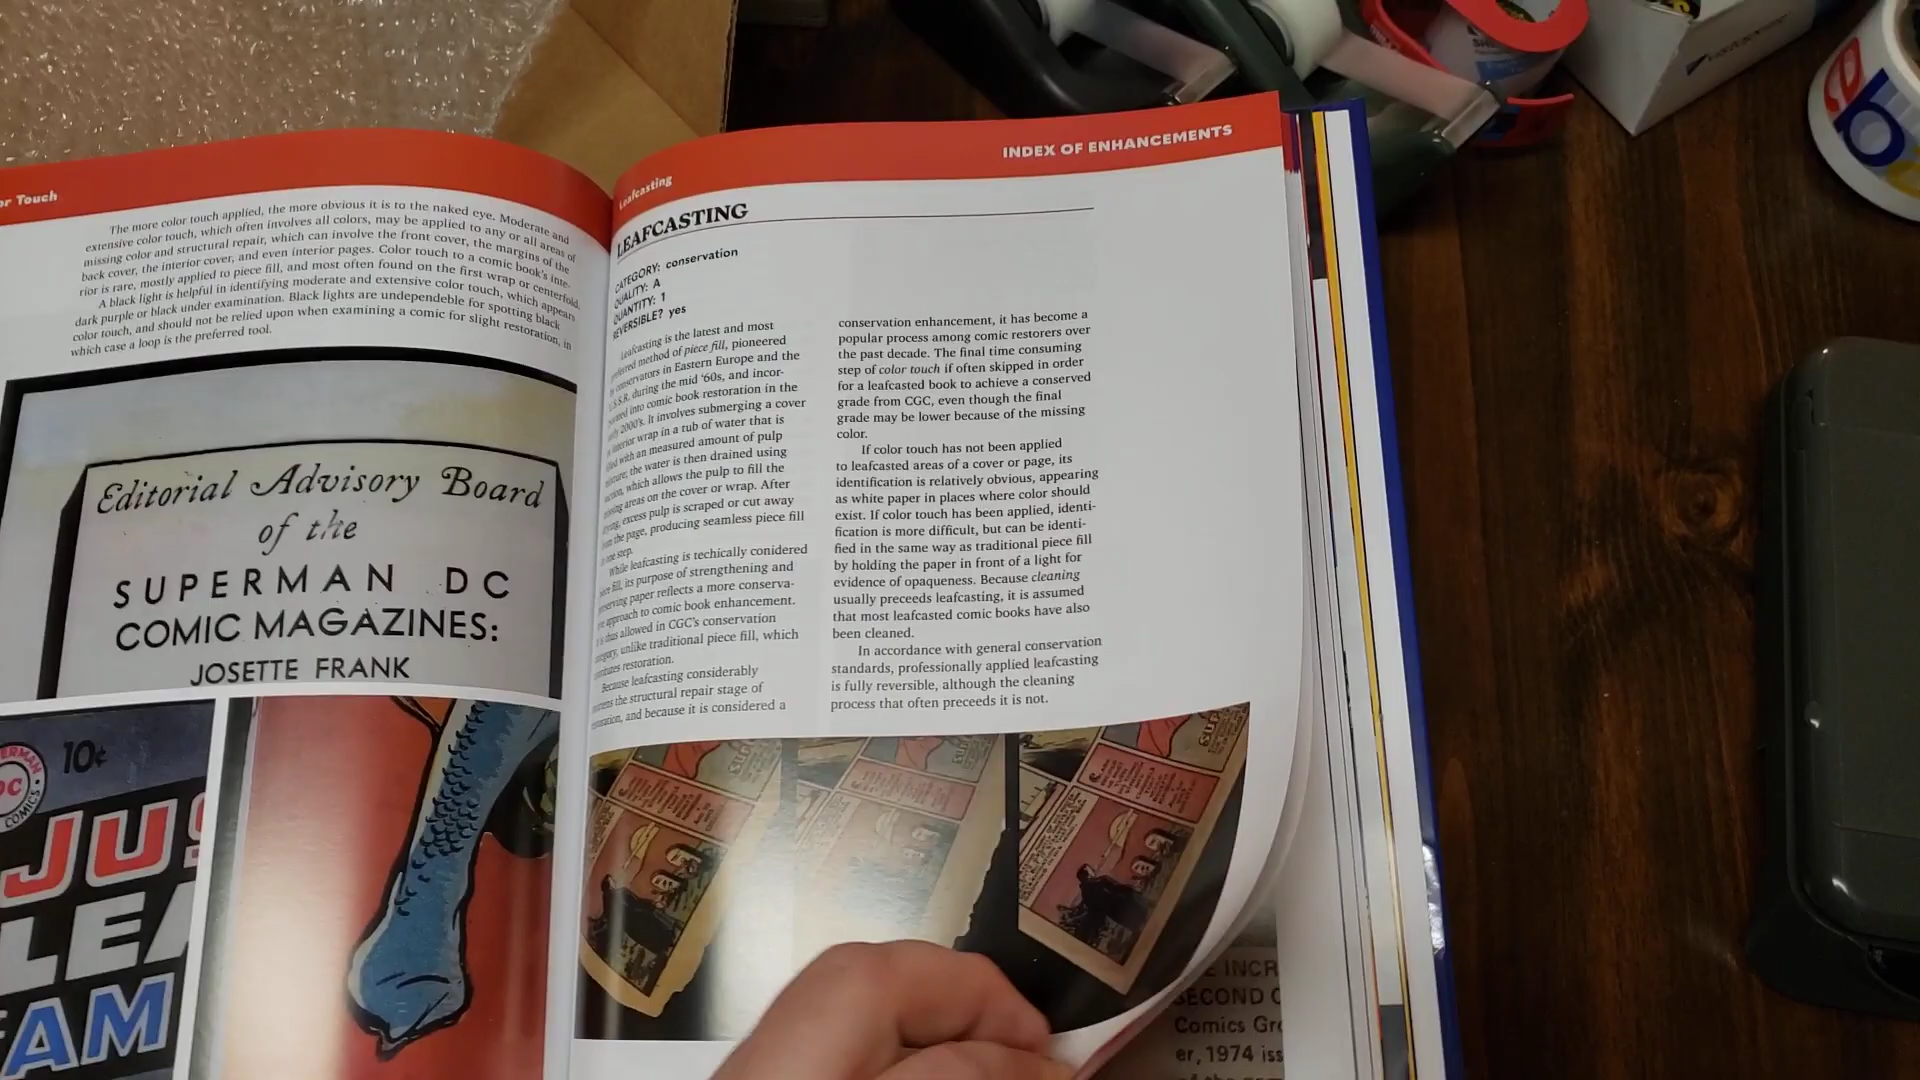 or Touch
The more color touch applied, the more obvious it is to the naked eye. Moderate and
extensive color touch, which often involves all colors, may be applied to any or all areas of
missing color and structural repair, which can involve the front cover, the margins of the
back cover, the interior cover, and even interior pages. Color touch to a comic book's inte-
rior is rare, mostly applied to piece fill, and most often found on the first wrap or centerfold.
A black light is helpful in identifying moderate and extensive color touch, which appears
dark purple or black under examination. Black lights are undependeble for spotting black
color touch, and should not be relied upon when examining a comic for slight restoration, in
which case a loop is the preferred tool.
Editorial Advisory Board
of the
SUPERMAN DC
COMIC MAGAZINES:
JOSETTE FRANK
10¢
COMICS
JUS
LEA
AM
Leafcasting
INDEX OF ENHANCEMENTS
LEAFCASTING
CATEGORY: conservation
QUALITY: A
QUANTITY: 1
REVERSIBLE? yes
Leafcasting is the latest and most
method of piece fill, pioneered
conservators in Eastern Europe and the
during the mid '60s, and incor-
into comic book restoration in the
2000's. It involves submerging a cover
wrap in a tub of water that is
with an measured amount of pulp
the water is then drained using
which allows the pulp to fill the
areas on the cover or wrap. After
excess pulp is scraped or cut away
the page, producing seamless piece fill
step.
While leafcasting is techically conidered
fill, its purpose of strengthening and
paper reflects a more conserva-
approach to comic book enhancement.
thus allowed in CGC's conservation
unlike traditional piece fill, which
restoration.
Because leafcasting considerably
the structural repair stage of
and because it is considered a
conservation enhancement, it has become a
popular process among comic restorers over
the past decade. The final time consuming
step of color touch if often skipped in order
for a leafcasted book to achieve a conserved
grade from CGC, even though the final
grade may be lower because of the missing
color.
If color touch has not been applied
to leafcasted areas of a cover or page, its
identification is relatively obvious, appearing
as white paper in places where color should
exist. If color touch has been applied, identi-
fication is more difficult, but can be identi-
fied in the same way as traditional piece fill
by holding the paper in front of a light for
evidence of opaqueness. Because cleaning
usually preceeds leafcasting, it is assumed
that most leafcasted comic books have also
been cleaned.
In accordance with general conservation
standards, professionally applied leafcasting
is fully reversible, although the cleaning
process that often preceeds it is not.
INCR
SECOND
Comics
er, 1974 iss
eb